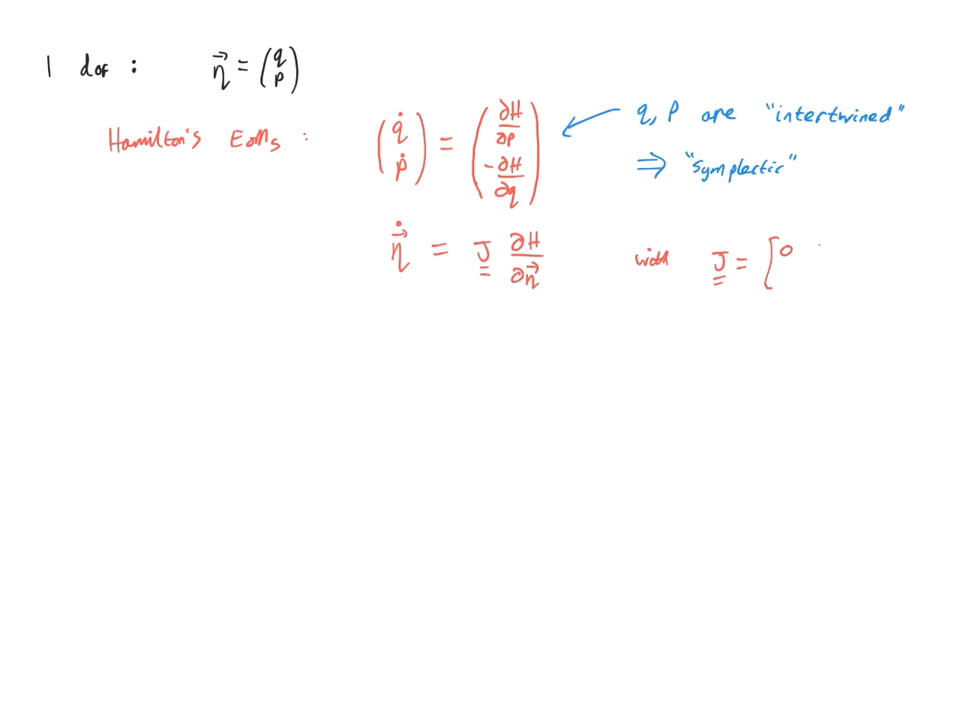 1 dof : η⃗ = (q p)
Hamilton's EoMs : (q̇ ṗ) = (∂H/∂p -∂H/∂q) ← q, p are "intertwined"
⇒ "symplectic"
η⃗̇ = J ∂H/∂η⃗ with J = [0